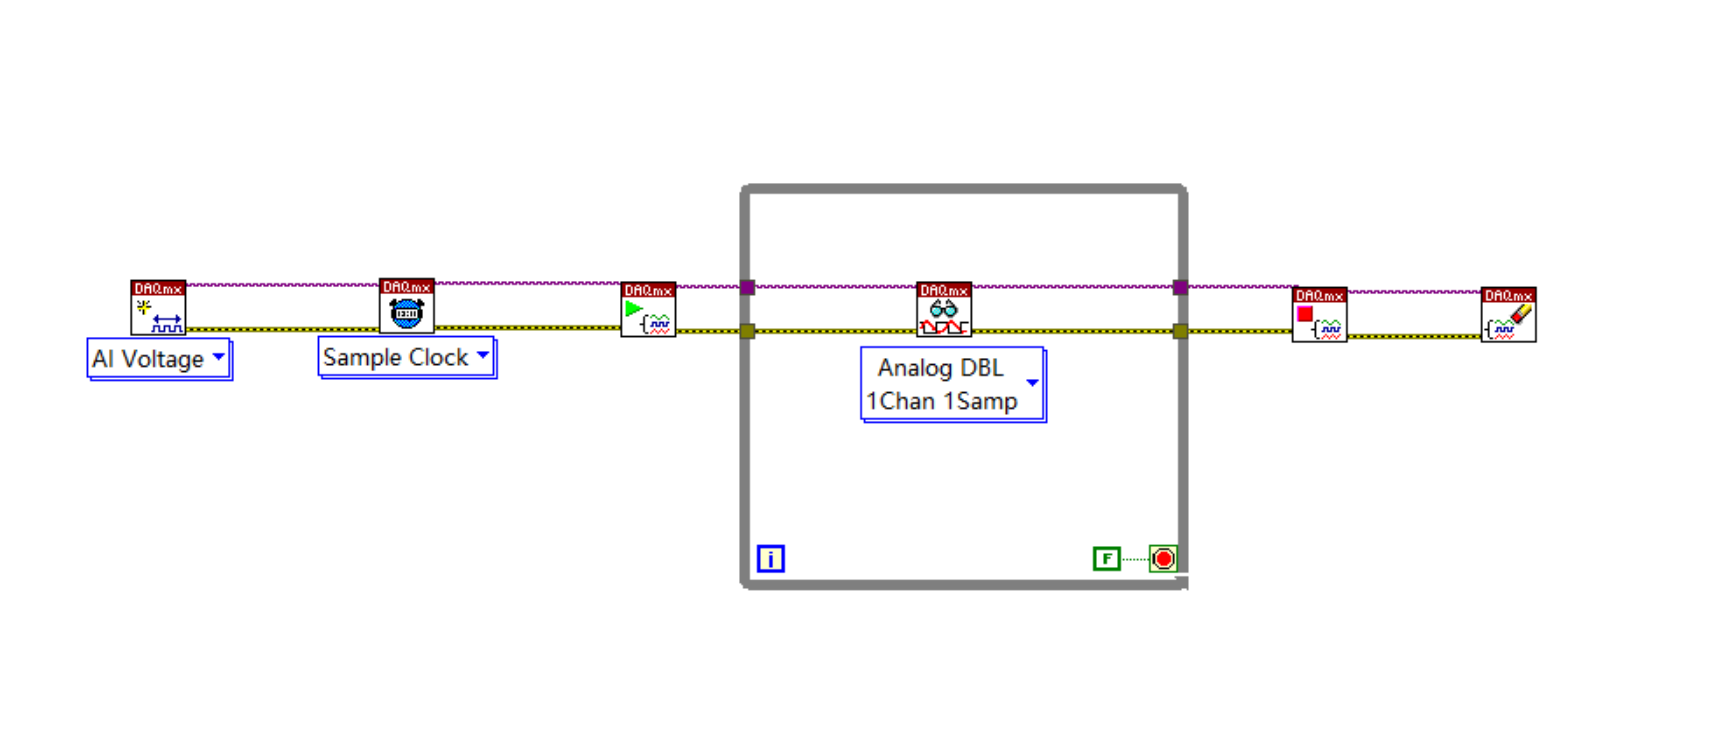 DAQmx
AI Voltage
DAQmx
Sample Clock
DAQmx
DAQmx
Analog DBL
1Chan 1Samp
i
F
DAQmx
DAQmx